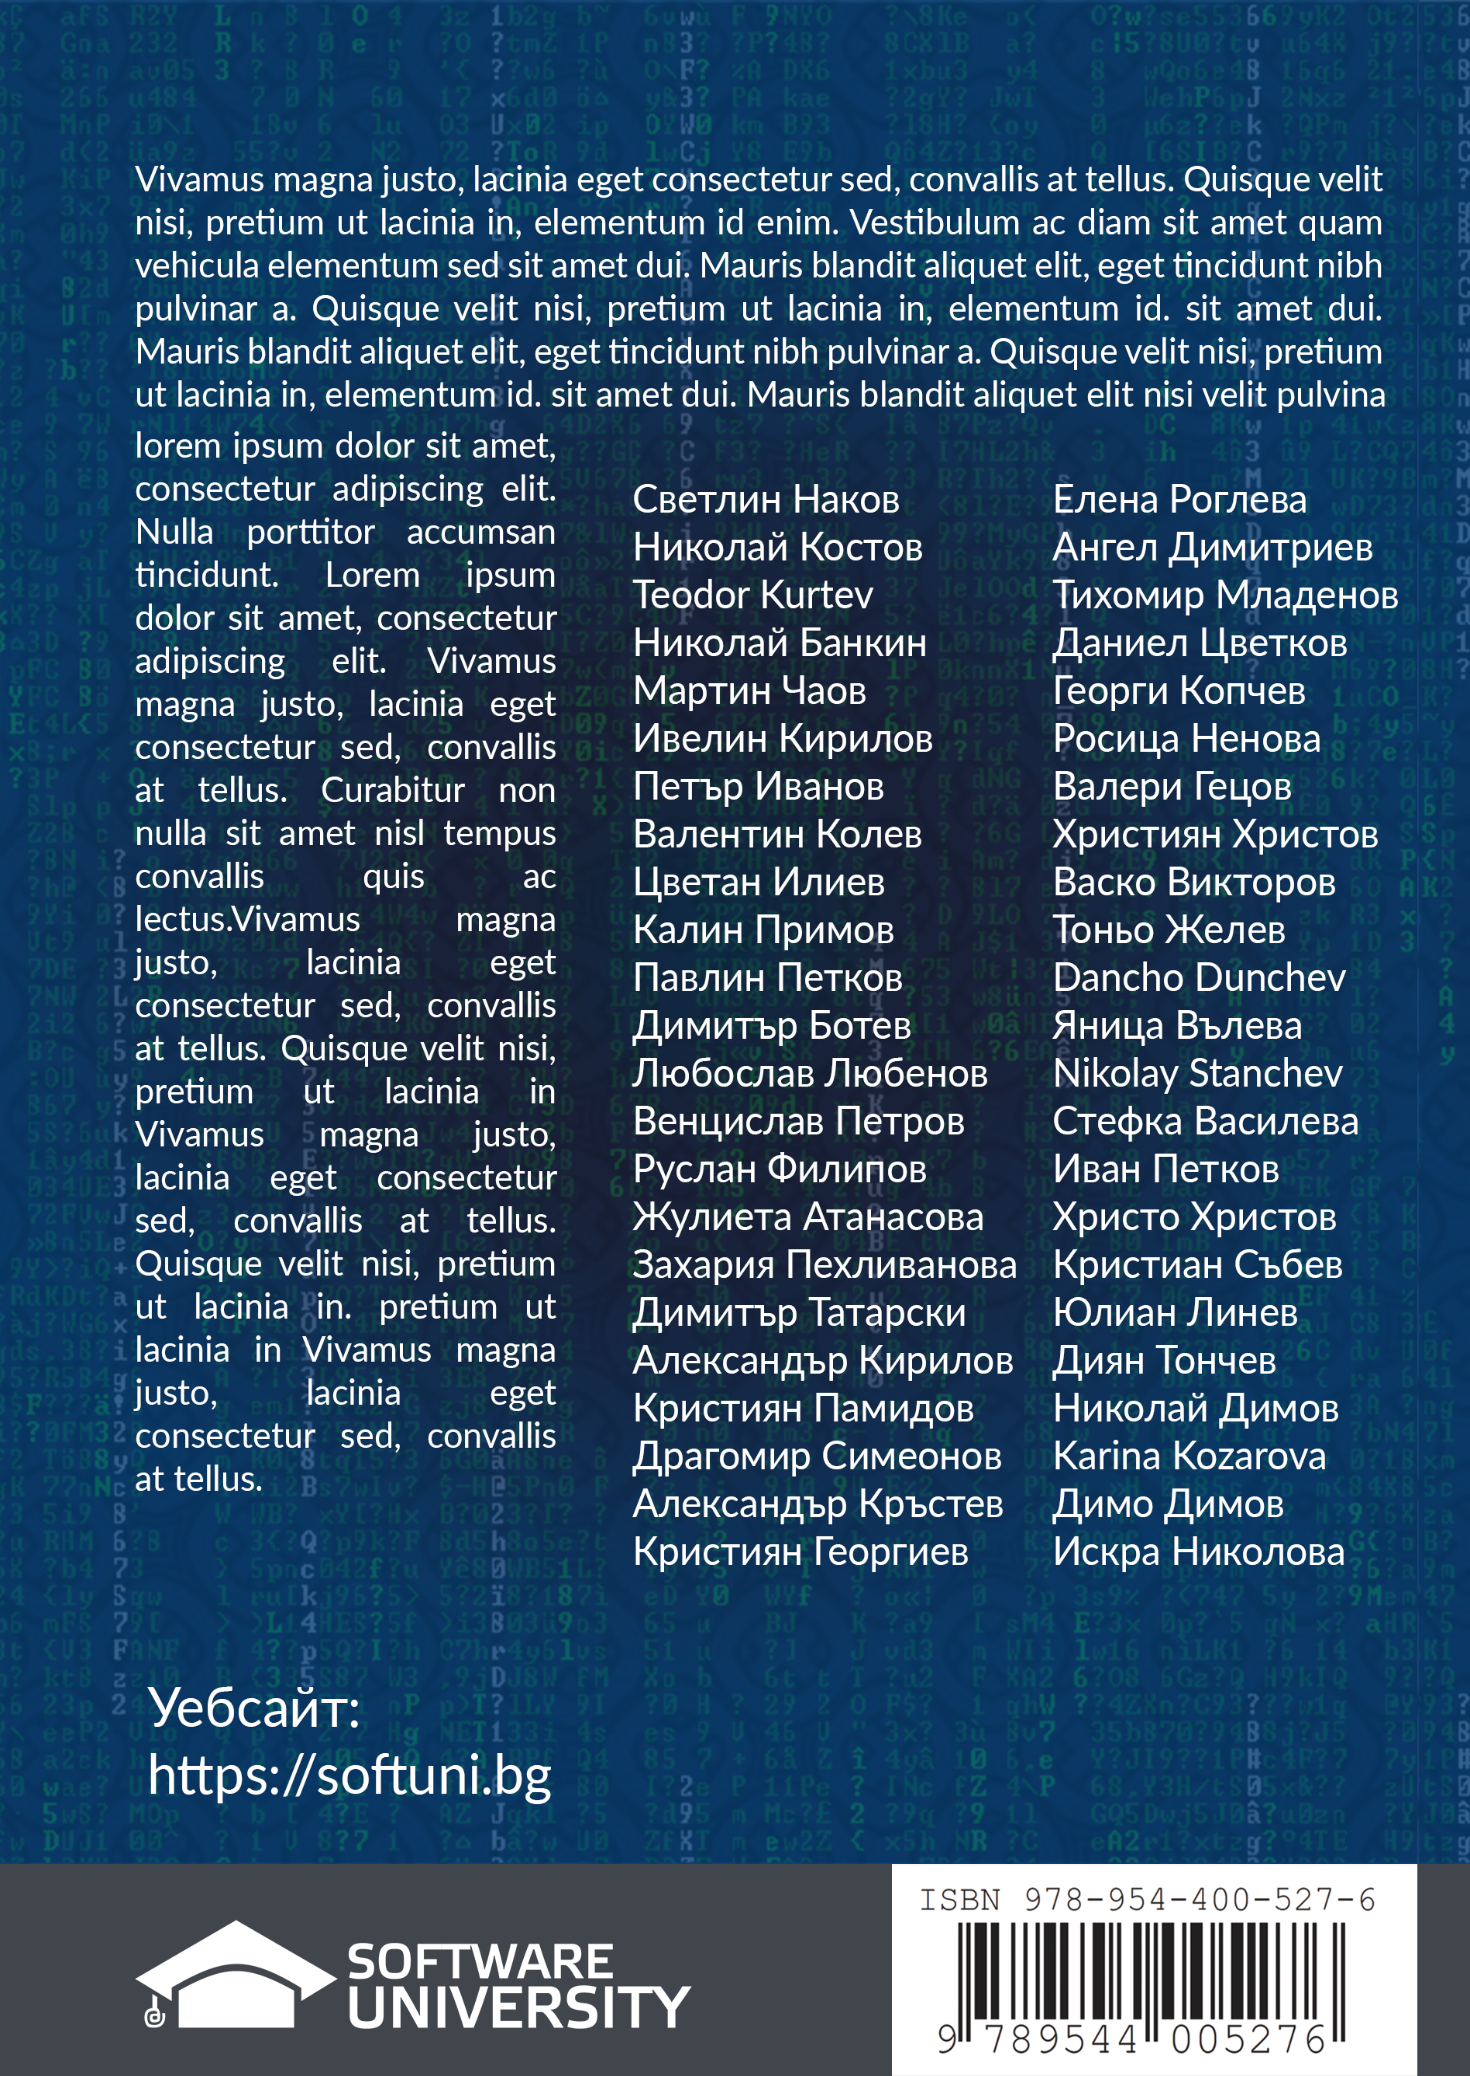 Vivamus magna justo, lacinia eget consectetur sed, convallis at tellus. Quisque velit
nisi, pretium ut lacinia in, elementum id enim. Vestibulum ac diam sit amet quam
vehicula elementum sed sit amet dui. Mauris blandit aliquet elit, eget tincidunt nibh
pulvinar a. Quisque velit nisi, pretium ut lacinia in, elementum id. sit amet dui.
Mauris blandit aliquet elit, eget tincidunt nibh pulvinar a. Quisque velit nisi, pretium
ut lacinia in, elementum id. sit amet dui. Mauris blandit aliquet elit nisi velit pulvina
lorem ipsum dolor sit amet,
consectetur adipiscing elit.
Nulla porttitor accumsan
tincidunt. Lorem ipsum
dolor sit amet, consectetur
adipiscing elit. Vivamus
magna justo, lacinia eget
consectetur sed, convallis
at tellus. Curabitur non
nulla sit amet nisl tempus
convallis quis ac
lectus.Vivamus magna
justo, lacinia eget
consectetur sed, convallis
at tellus. Quisque velit nisi,
pretium ut lacinia in
Vivamus magna justo,
lacinia eget consectetur
sed, convallis at tellus.
Quisque velit nisi, pretium
ut lacinia in. pretium ut
lacinia in Vivamus magna
justo, lacinia eget
consectetur sed, convallis
at tellus.
Светлин Наков
Николай Костов
Teodor Kurtev
Николай Банкин
Мартин Чаов
Ивелин Кирилов
Петър Иванов
Валентин Колев
Цветан Илиев
Калин Примов
Павлин Петков
Димитър Ботев
Любослав Любенов
Венцислав Петров
Руслан Филипов
Жулиета Атанасова
Захария Пехливанова
Димитър Татарски
Александър Кирилов
Кристиян Памидов
Драгомир Симеонов
Александър Кръстев
Кристиян Георгиев
Елена Роглева
Ангел Димитриев
Тихомир Младенов
Даниел Цветков
Георги Копчев
Росица Ненова
Валери Гецов
Християн Христов
Васко Викторов
Тоньо Желев
Dancho Dunchev
Яница Вълева
Nikolay Stanchev
Стефка Василева
Иван Петков
Христо Христов
Кристиан Събев
Юлиан Линев
Диян Тончев
Николай Димов
Karina Kozarova
Димо Димов
Искра Николова
Уебсайт:
https://softuni.bg
SOFTWARE
UNIVERSITY
ISBN 978-954-400-527-6
9 789544 005276